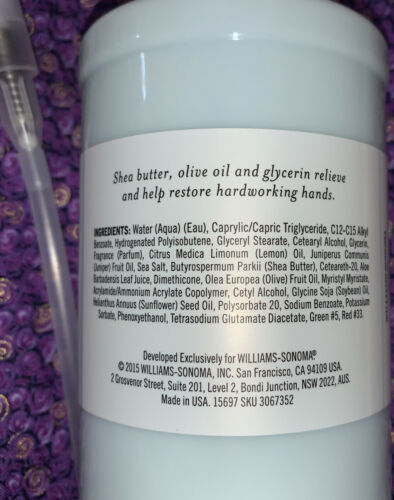 Shea butter, olive oil and glycerin relieve
and help restore hardworking hands.
INGREDIENTS: Water (Aqua) (Eau), Caprylic/Capric Triglyceride, C12-C15 Alkyl
Benzoate, Hydrogenated Polyisobutene, Glyceryl Stearate, Cetearyl Alcohol, Glycerin,
Fragrance (Parfum), Citrus Medica Limonum (Lemon) Oil, Juniperus Communis
(Juniper) Fruit Oil, Sea Salt, Butyrospermum Parkii (Shea Butter), Ceteareth-20, Aloe
Barbadensis Leaf Juice, Dimethicone, Olea Europea (Olive) Fruit Oil, Myristyl Myristate,
Acrylamide/Ammonium Acrylate Copolymer, Cetyl Alcohol, Glycine Soja (Soybean) Oil,
Helianthus Annuus (Sunflower) Seed Oil, Polysorbate 20, Sodium Benzoate, Potassium
Sorbate, Phenoxyethanol, Tetrasodium Glutamate Diacetate, Green #5, Red #33.
Developed Exclusively for WILLIAMS-SONOMA®
© 2015 WILLIAMS-SONOMA, INC. San Francisco, CA 94109 USA.
2 Grosvenor Street, Suite 201, Level 2, Bondi Junction, NSW 2022, AUS.
Made in USA. 15697 SKU 3067352